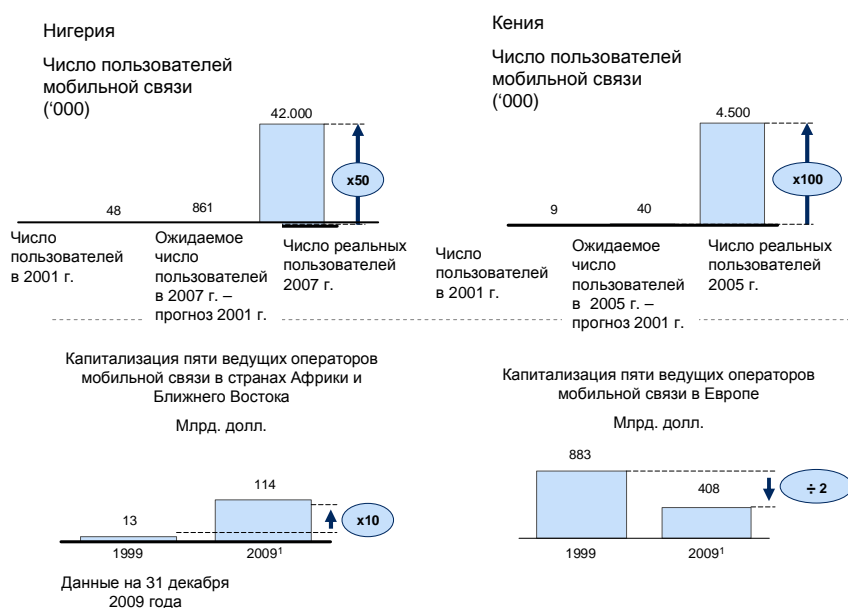 Нигерия
Число пользователей
мобильной связи
(‘000)
42.000
x50
48
861
Число
пользователей
в 2001 г.
Ожидаемое
число
пользователей
в 2007 г. –
прогноз 2001 г.
Число реальных
пользователей
2007 г.
Кения
Число пользователей
мобильной связи
(‘000)
4.500
x100
9
40
Число
пользователей
в 2001 г.
Ожидаемое
число
пользователей
в 2005 г. –
прогноз 2001 г.
Число реальных
пользователей
2005 г.
Капитализация пяти ведущих операторов
мобильной связи в странах Африки и
Ближнего Востока
Млрд. долл.
114
13
x10
1999
2009¹
Данные на 31 декабря
2009 года
Капитализация пяти ведущих операторов
мобильной связи в Европе
Млрд. долл.
883
408
÷ 2
1999
2009¹